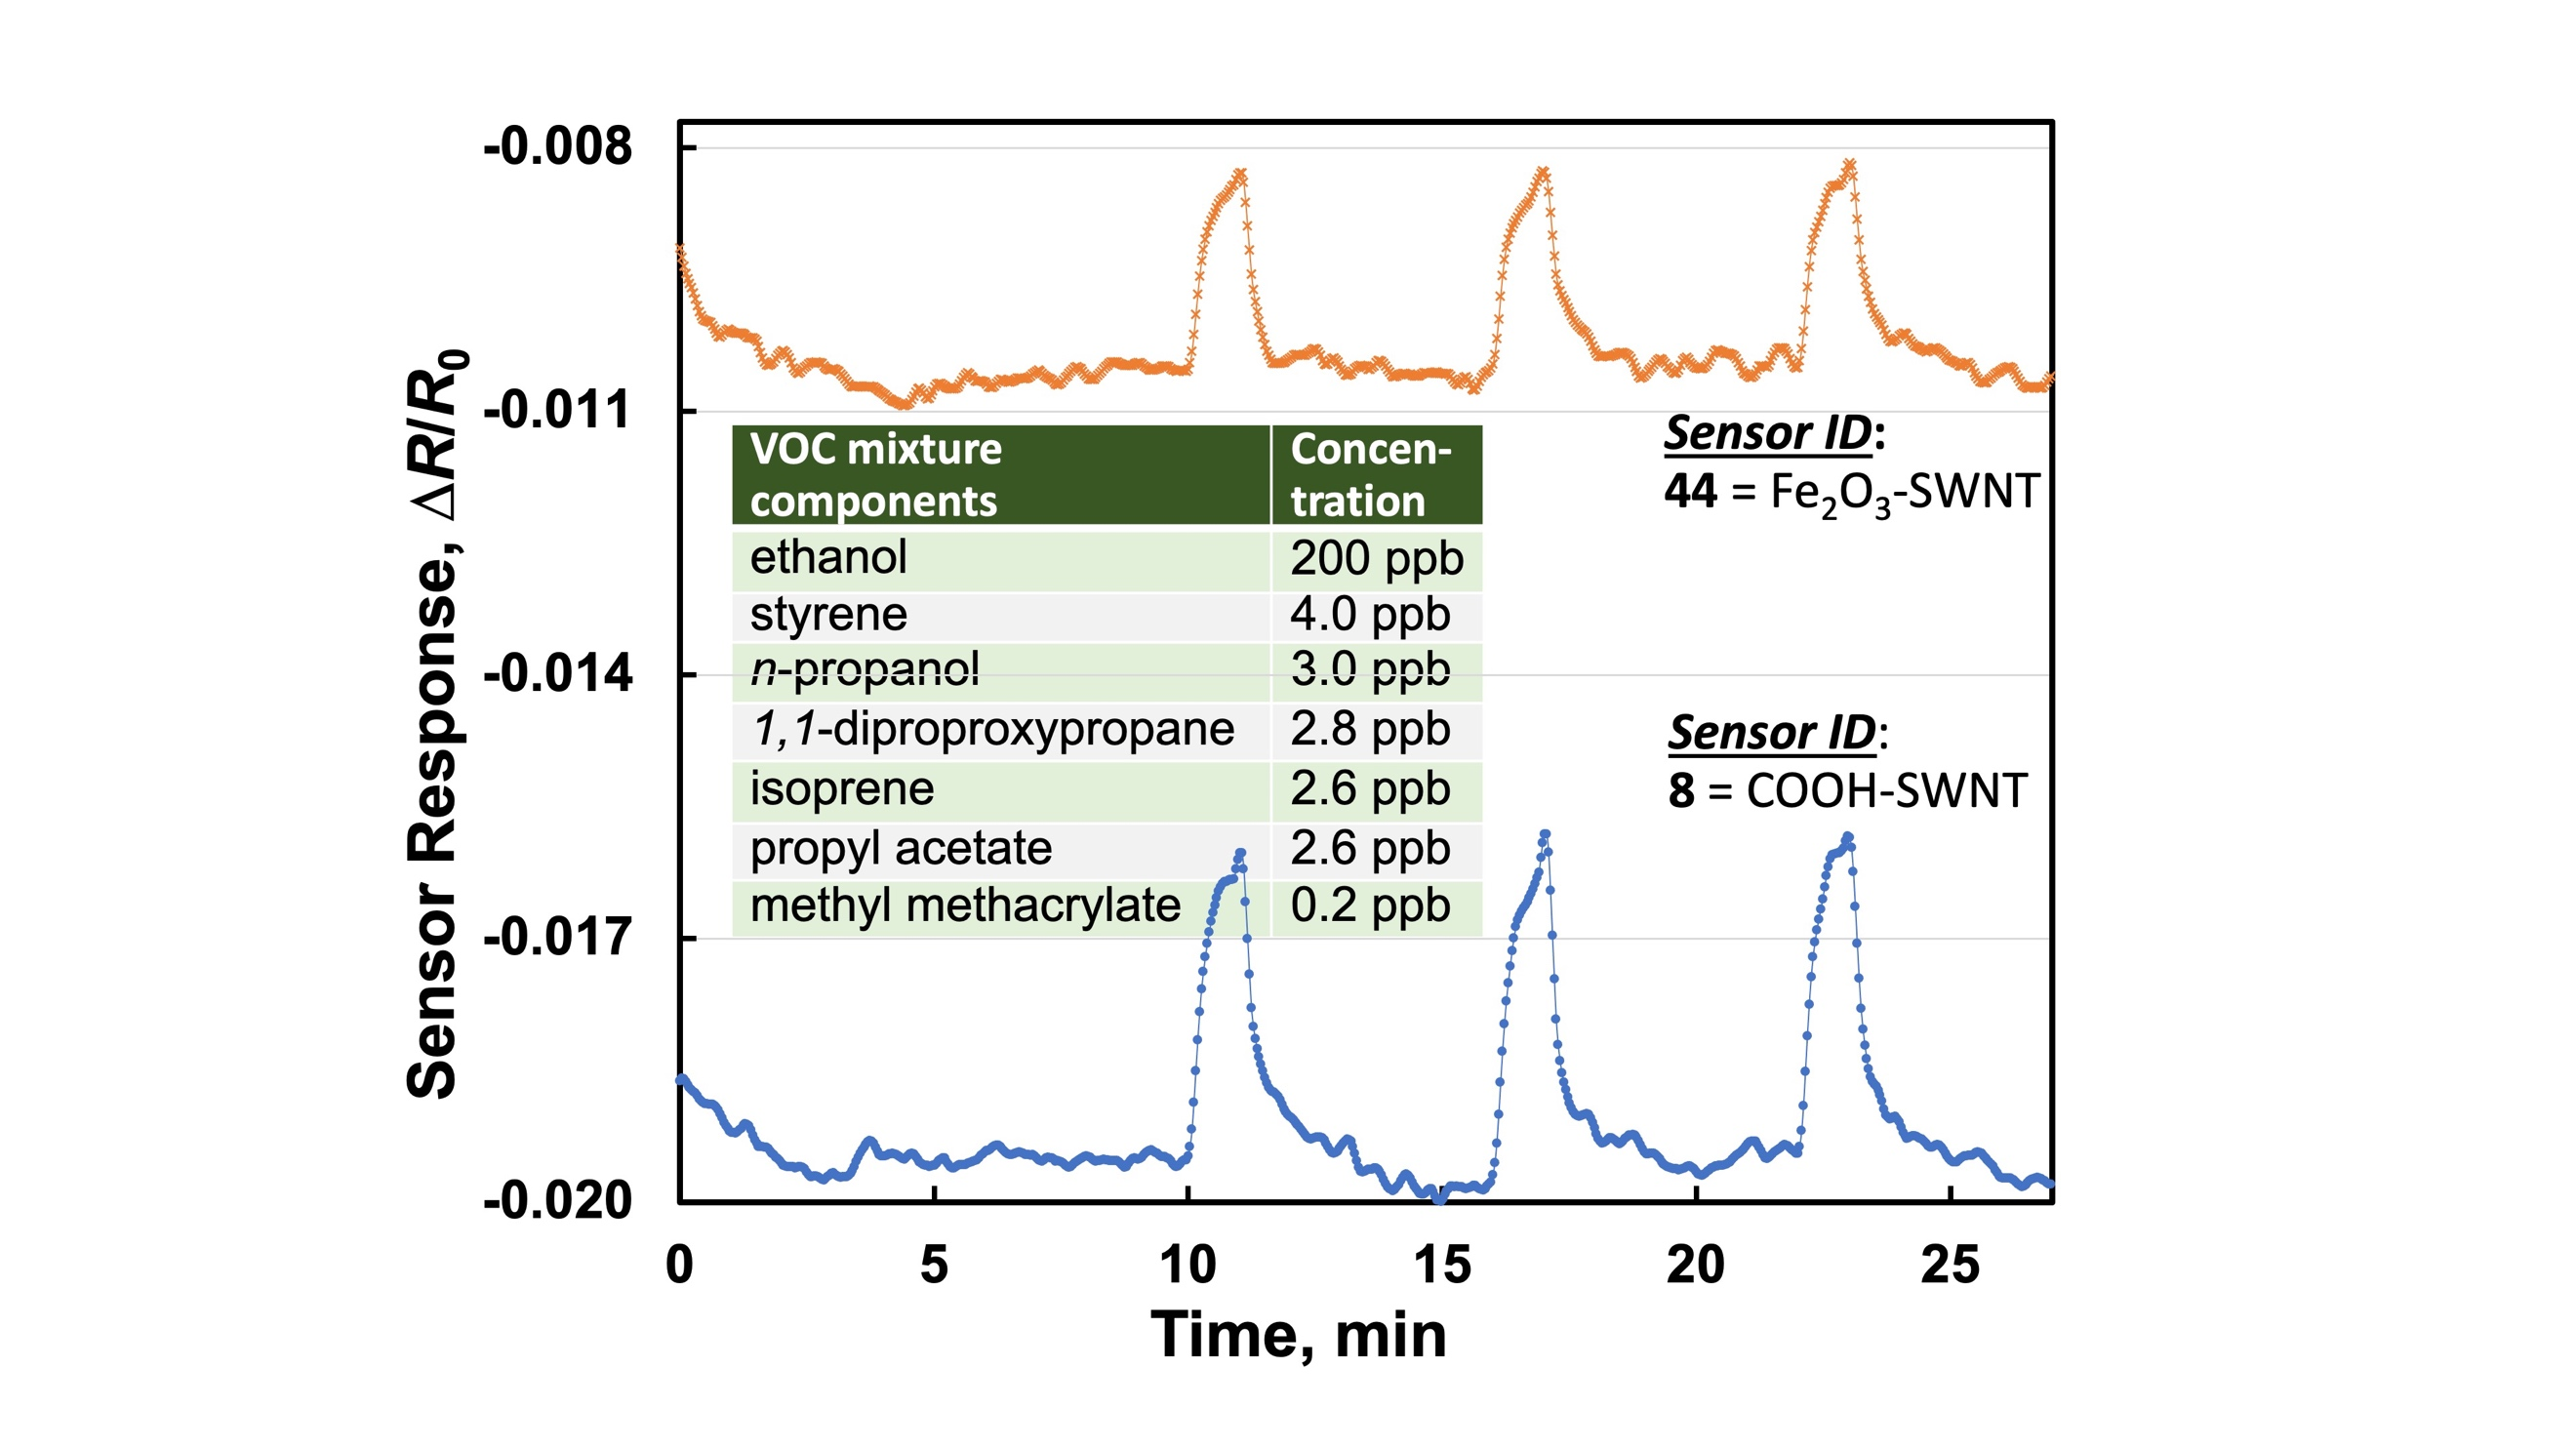 -0.008
-0.011
-0.014
-0.017
-0.020
Sensor Response, ΔR/R₀
VOC mixture components
Concen-tration
ethanol 200 ppb
styrene 4.0 ppb
n-propanol 3.0 ppb
1,1-diproproxypropane 2.8 ppb
isoprene 2.6 ppb
propyl acetate 2.6 ppb
methyl methacrylate 0.2 ppb
Sensor ID:
44 = Fe₂O₃-SWNT
Sensor ID:
8 = COOH-SWNT
0 5 10 15 20 25
Time, min